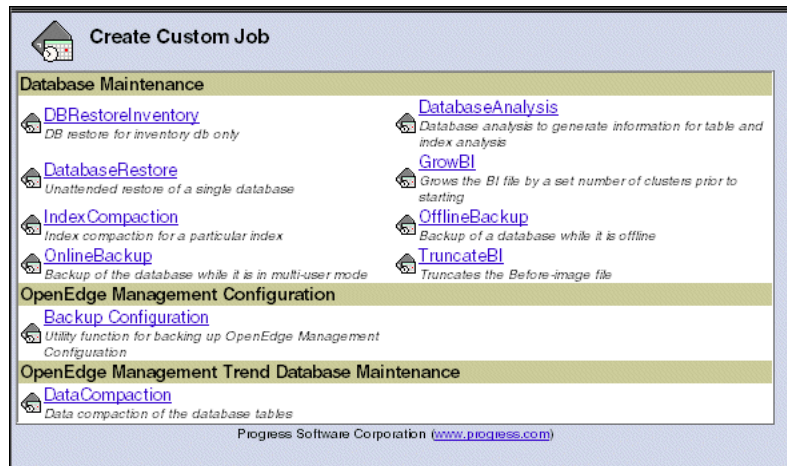 Create Custom Job
Database Maintenance
DBRestoreInventory
DB restore for inventory db only
DatabaseAnalysis
Database analysis to generate information for table and
index analysis
DatabaseRestore
Unattended restore of a single database
GrowBI
Grows the BI file by a set number of clusters prior to
starting
IndexCompaction
Index compaction for a particular index
OfflineBackup
Backup of a database while it is offline
OnlineBackup
Backup of the database while it is in multi-user mode
TruncateBI
Truncates the Before-image file
OpenEdge Management Configuration
Backup Configuration
Utility function for backing up OpenEdge Management
Configuration
OpenEdge Management Trend Database Maintenance
DataCompaction
Data compaction of the database tables
Progress Software Corporation (www.progress.com)